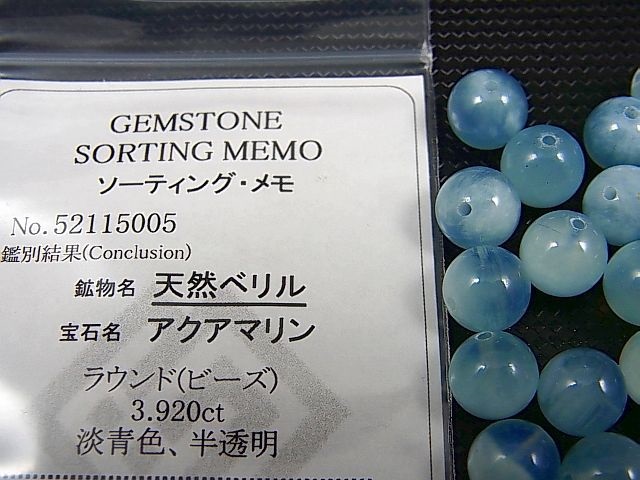 GEMSTONE
SORTING MEMO
ソーティング・メモ
No. 52115005
鑑別結果(Conclusion)
鉱物名 天然ベリル
宝石名 アクアマリン
ラウンド(ビーズ)
3.920ct
淡青色、半透明